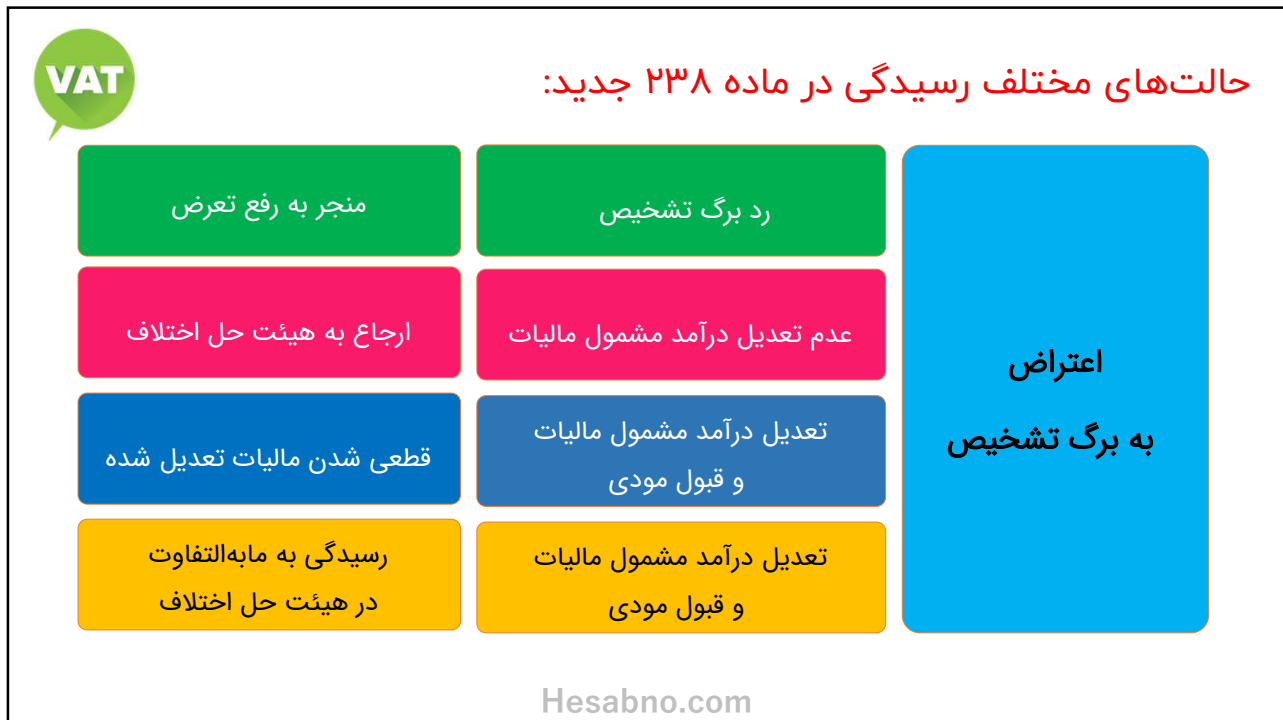 VAT
حالت‌های مختلف رسیدگی در ماده ۲۳۸ جدید:
اعتراض
به برگ تشخیص
رد برگ تشخیص
منجر به رفع تعرض
عدم تعدیل درآمد مشمول مالیات
ارجاع به هیئت حل اختلاف
تعدیل درآمد مشمول مالیات
و قبول مودی
قطعی شدن مالیات تعدیل شده
تعدیل درآمد مشمول مالیات
و قبول مودی
رسیدگی به مابه‌التفاوت
در هیئت حل اختلاف
Hesabno.com